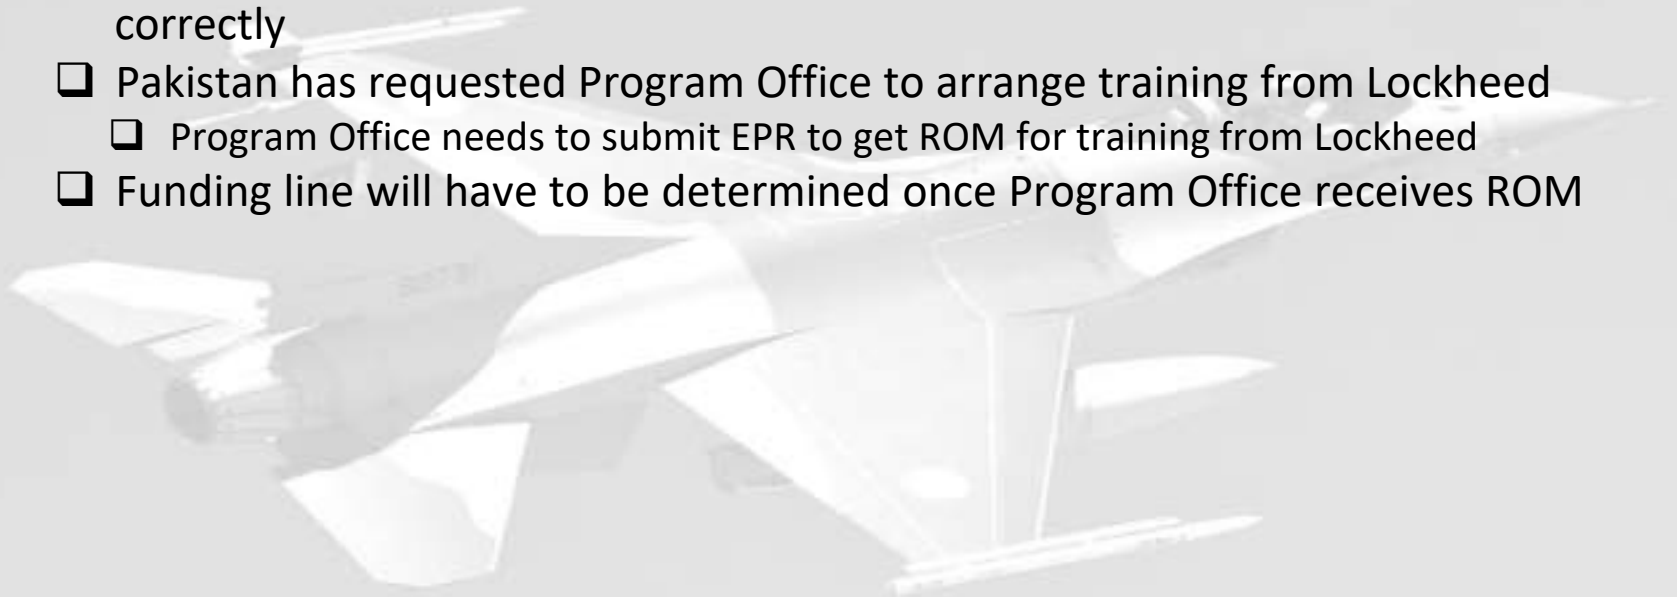 correctly
❑ Pakistan has requested Program Office to arrange training from Lockheed
❑ Program Office needs to submit EPR to get ROM for training from Lockheed
❑ Funding line will have to be determined once Program Office receives ROM